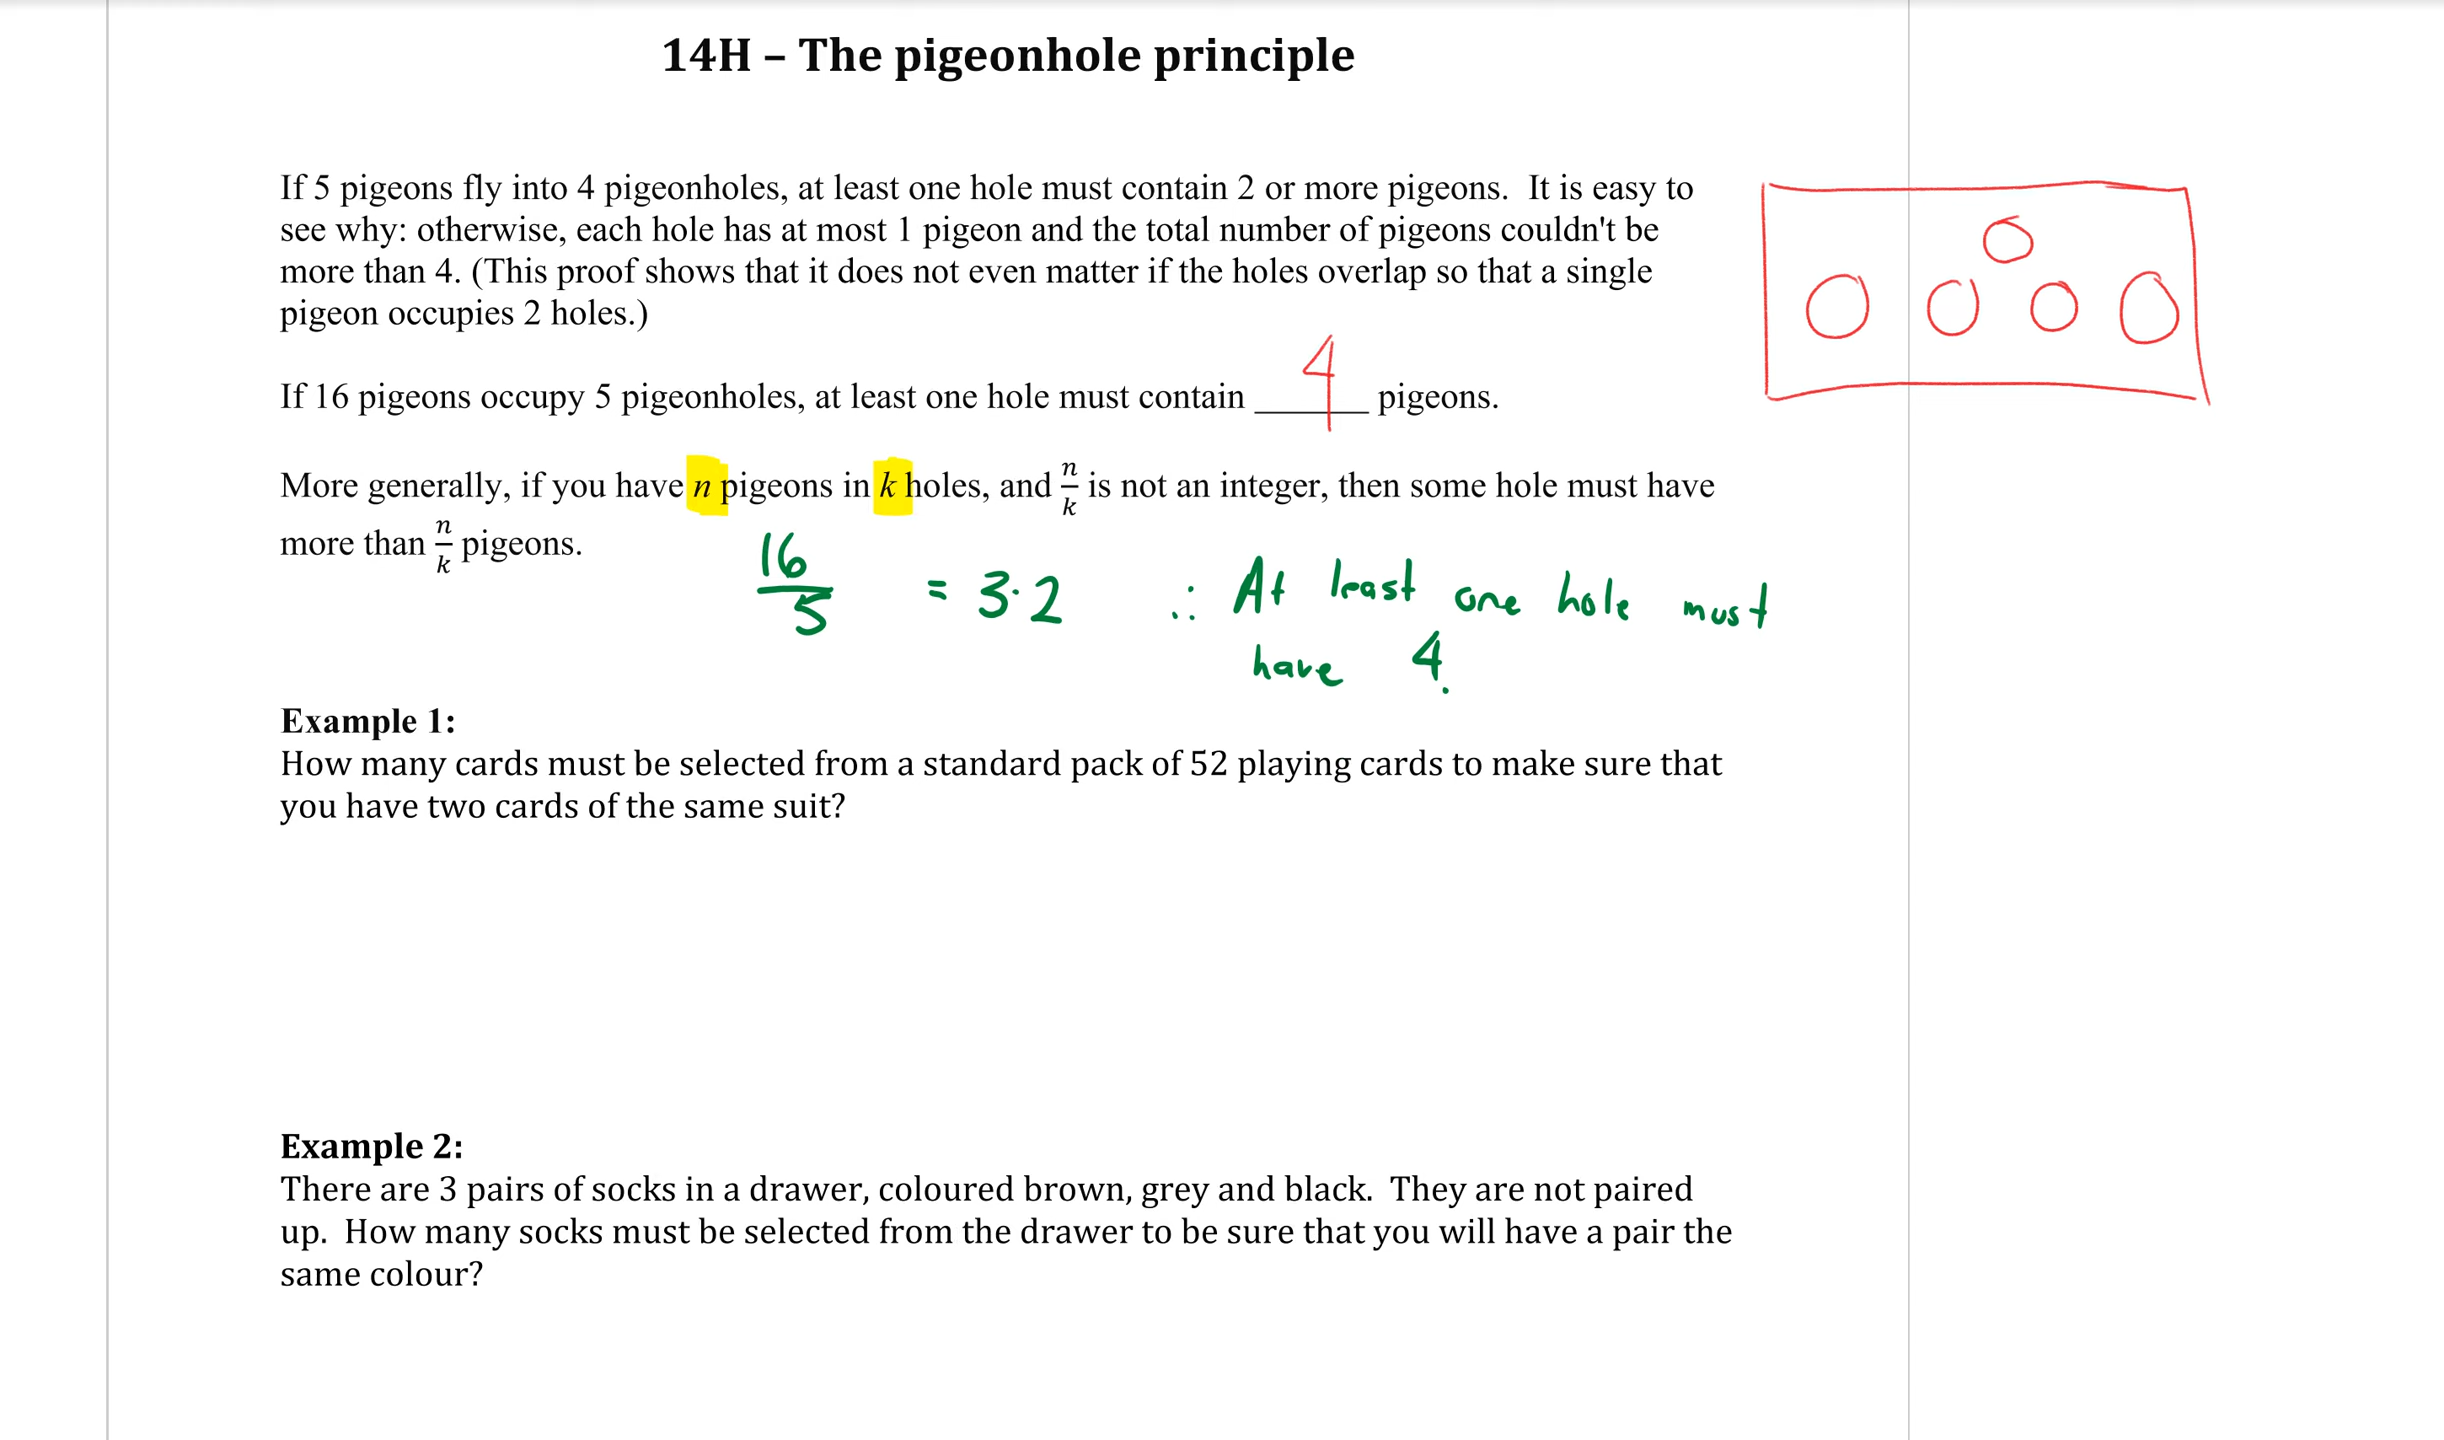 14H – The pigeonhole principle
If 5 pigeons fly into 4 pigeonholes, at least one hole must contain 2 or more pigeons.  It is easy to
see why: otherwise, each hole has at most 1 pigeon and the total number of pigeons couldn't be
more than 4. (This proof shows that it does not even matter if the holes overlap so that a single
pigeon occupies 2 holes.)
If 16 pigeons occupy 5 pigeonholes, at least one hole must contain __4__ pigeons.
More generally, if you have n pigeons in k holes, and n/k is not an integer, then some hole must have
more than n/k pigeons.
16/5 = 3·2 ∴ At least one hole must
have 4.
Example 1:
How many cards must be selected from a standard pack of 52 playing cards to make sure that
you have two cards of the same suit?
Example 2:
There are 3 pairs of socks in a drawer, coloured brown, grey and black.  They are not paired
up.  How many socks must be selected from the drawer to be sure that you will have a pair the
same colour?